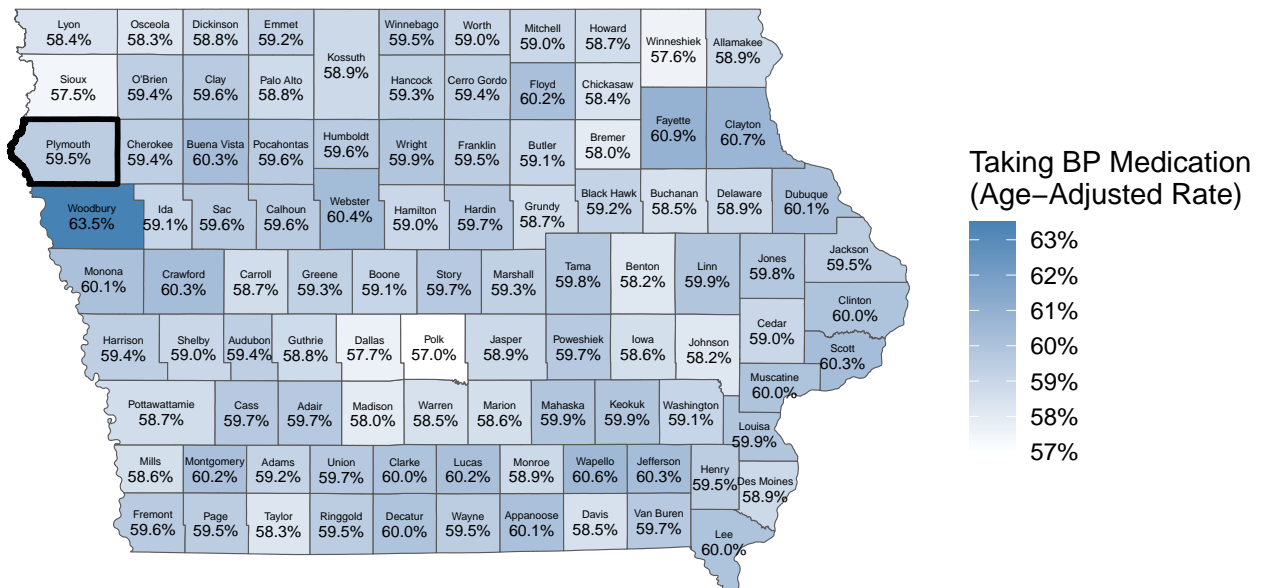 Lyon
58.4%
Osceola
58.3%
Dickinson
58.8%
Emmet
59.2%
Kossuth
58.9%
Winnebago
59.5%
Worth
59.0%
Mitchell
59.0%
Howard
58.7%
Winneshiek
57.6%
Allamakee
58.9%
Sioux
57.5%
O'Brien
59.4%
Clay
59.6%
Palo Alto
58.8%
Hancock
59.3%
Cerro Gordo
59.4%
Floyd
60.2%
Chickasaw
58.4%
Fayette
60.9%
Clayton
60.7%
Plymouth
59.5%
Cherokee
59.4%
Buena Vista
60.3%
Pocahontas
59.6%
Humboldt
59.6%
Wright
59.9%
Franklin
59.5%
Butler
59.1%
Bremer
58.0%
Woodbury
63.5%
Ida
59.1%
Sac
59.6%
Calhoun
59.6%
Webster
60.4%
Hamilton
59.0%
Hardin
59.7%
Grundy
58.7%
Black Hawk
59.2%
Buchanan
58.5%
Delaware
58.9%
Dubuque
60.1%
Monona
60.1%
Crawford
60.3%
Carroll
58.7%
Greene
59.3%
Boone
59.1%
Story
59.7%
Marshall
59.3%
Tama
59.8%
Benton
58.2%
Linn
59.9%
Jones
59.8%
Jackson
59.5%
Clinton
60.0%
Harrison
59.4%
Shelby
59.0%
Audubon
59.4%
Guthrie
58.8%
Dallas
57.7%
Polk
57.0%
Jasper
58.9%
Poweshiek
59.7%
Iowa
58.6%
Johnson
58.2%
Cedar
59.0%
Scott
60.3%
Muscatine
60.0%
Pottawattamie
58.7%
Cass
59.7%
Adair
59.7%
Madison
58.0%
Warren
58.5%
Marion
58.6%
Mahaska
59.9%
Keokuk
59.9%
Washington
59.1%
Louisa
59.9%
Mills
58.6%
Montgomery
60.2%
Adams
59.2%
Union
59.7%
Clarke
60.0%
Lucas
60.2%
Monroe
58.9%
Wapello
60.6%
Jefferson
60.3%
Henry
59.5%
Des Moines
58.9%
Fremont
59.6%
Page
59.5%
Taylor
58.3%
Ringgold
59.5%
Decatur
60.0%
Wayne
59.5%
Appanoose
60.1%
Davis
58.5%
Van Buren
59.7%
Lee
60.0%
Taking BP Medication
(Age−Adjusted Rate)
63%
62%
61%
60%
59%
58%
57%